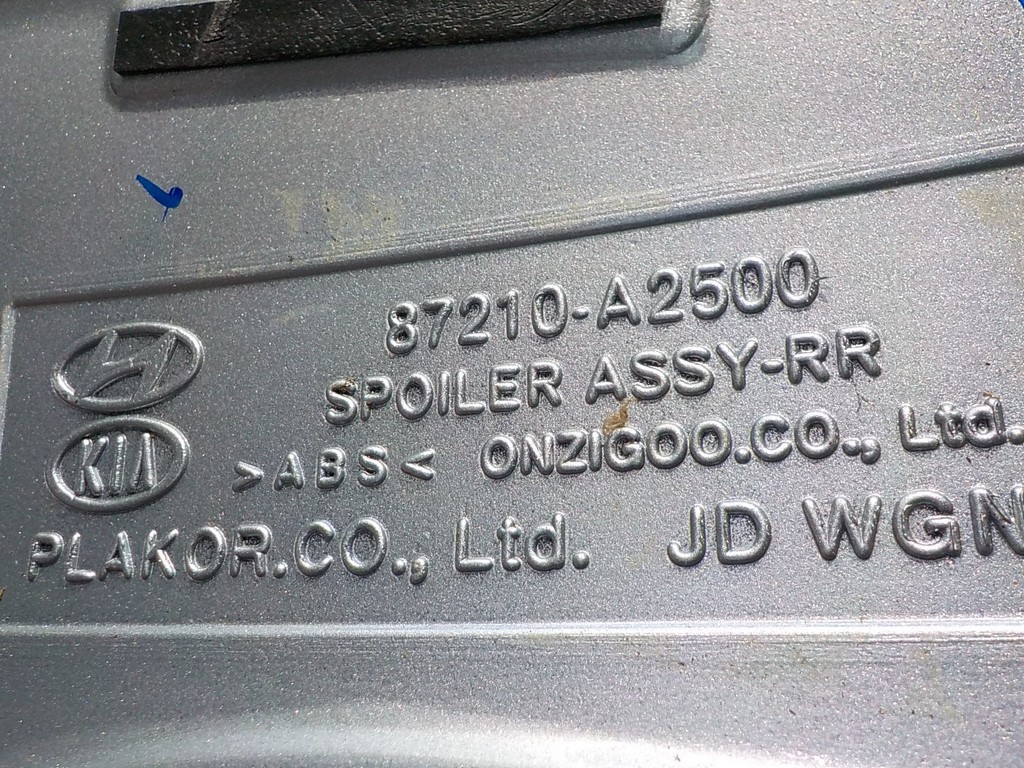 87210-A2500
SPOILER ASSY-RR
KIA
>ABS< ONZIGOO.CO., Ltd.
PLAKOR.CO., Ltd. JD WGN